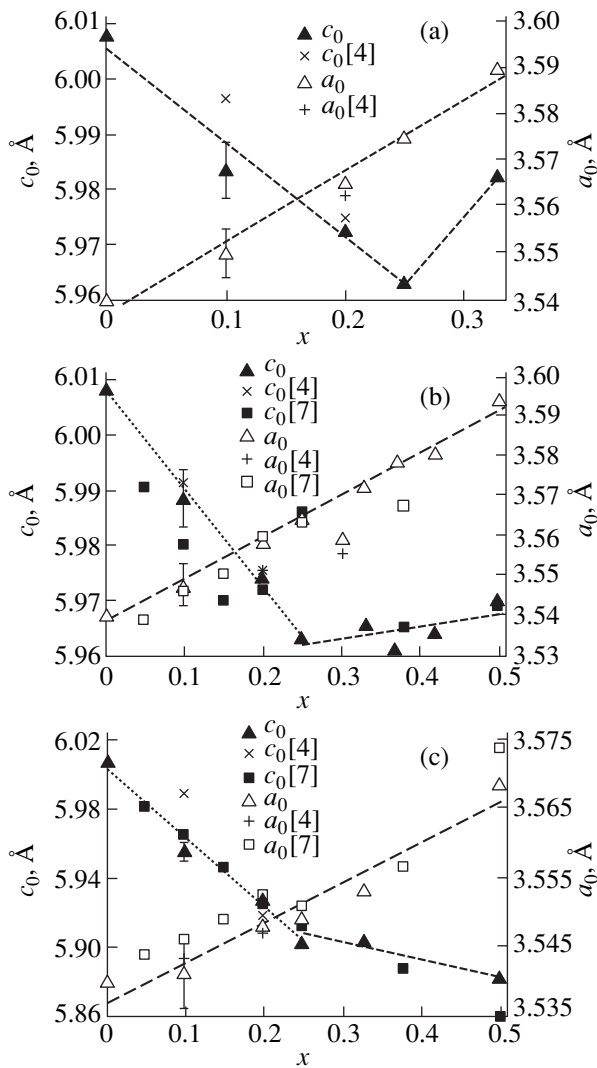 6.01
6.00
5.99
5.98
5.97
5.96
c₀, Å
▲ c₀
× c₀[4]
△ a₀
+ a₀[4]
(a)
3.60
3.59
3.58
3.57
3.56
3.55
3.54
a₀, Å
0 0.1 0.2 0.3
x
6.01
6.00
5.99
5.98
5.97
5.96
c₀, Å
▲ c₀
× c₀[4]
■ c₀[7]
△ a₀
+ a₀[4]
□ a₀[7]
(b)
3.60
3.59
3.58
3.57
3.56
3.55
3.54
3.53
a₀, Å
0 0.1 0.2 0.3 0.4 0.5
x
6.02
5.98
5.94
5.90
5.86
c₀, Å
▲ c₀
× c₀[4]
■ c₀[7]
△ a₀
+ a₀[4]
□ a₀[7]
(c)
3.575
3.565
3.555
3.545
3.535
a₀, Å
0 0.1 0.2 0.3 0.4 0.5
x